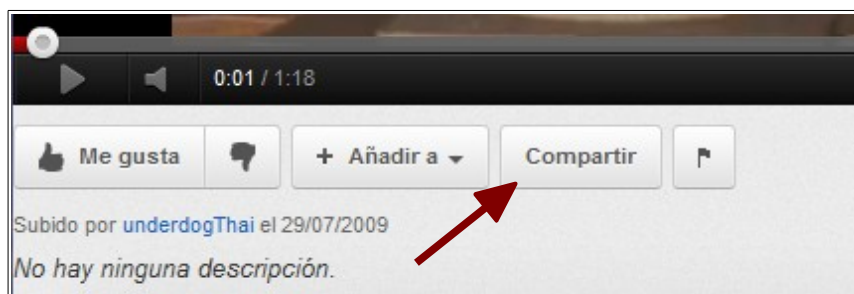 0:01 / 1:18
Me gusta + Añadir a Compartir
Subido por underdogThai el 29/07/2009
No hay ninguna descripción.